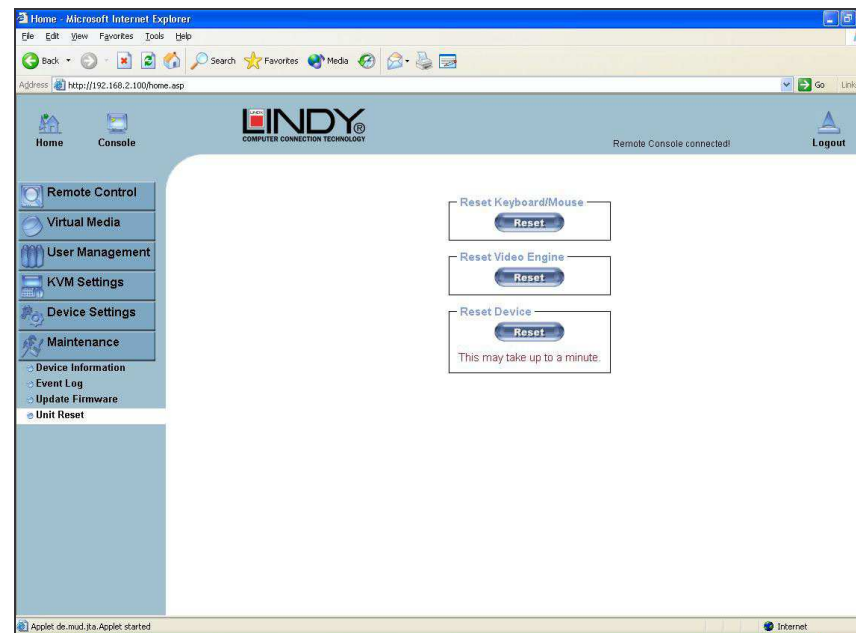 Home - Microsoft Internet Explorer
File Edit View Favorites Tools Help
Back Search Favorites Media
Address http://192.168.2.100/home.asp Go Links
Home Console
LINDY®
COMPUTER CONNECTION TECHNOLOGY
Remote Console connected!
Logout
Remote Control
Virtual Media
User Management
KVM Settings
Device Settings
Maintenance
Device Information
Event Log
Update Firmware
Unit Reset
Reset Keyboard/Mouse
Reset
Reset Video Engine
Reset
Reset Device
Reset
This may take up to a minute.
Applet de.mud.jta.Applet started
Internet